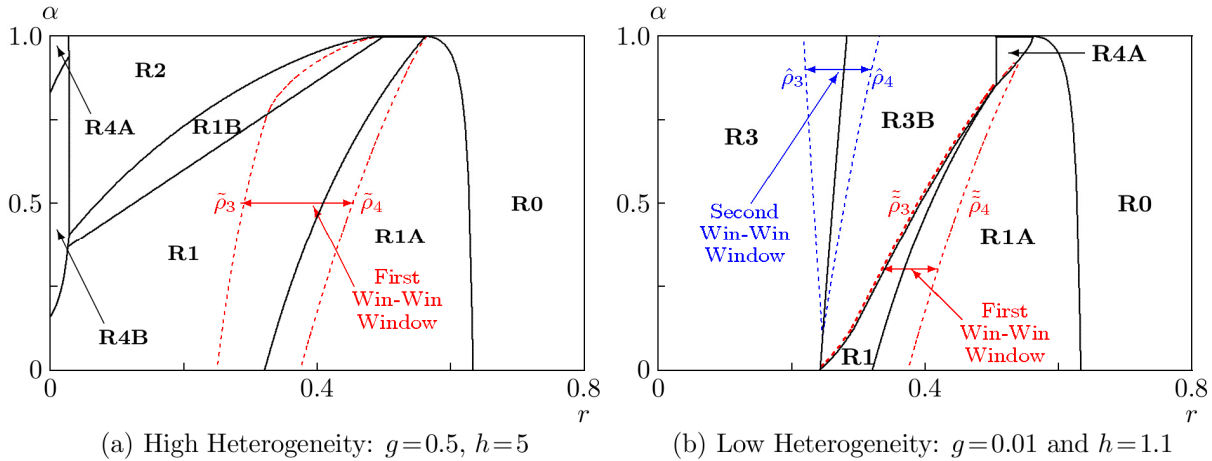 α
1.0
0.5
0
0.4
0.8
r
R2
R4A
R1B
ρ̃3
ρ̃4
R0
R1
R1A
R4B
First
Win-Win
Window
(a) High Heterogeneity: g=0.5, h=5
α
1.0
0.5
0
0
0.4
0.8
r
R4A
ρ̂3
ρ̂4
R3
R3B
Second
Win-Win
Window
ρ̃̃3
ρ̃̃4
R0
R1A
First
Win-Win
Window
R1
(b) Low Heterogeneity: g=0.01 and h=1.1